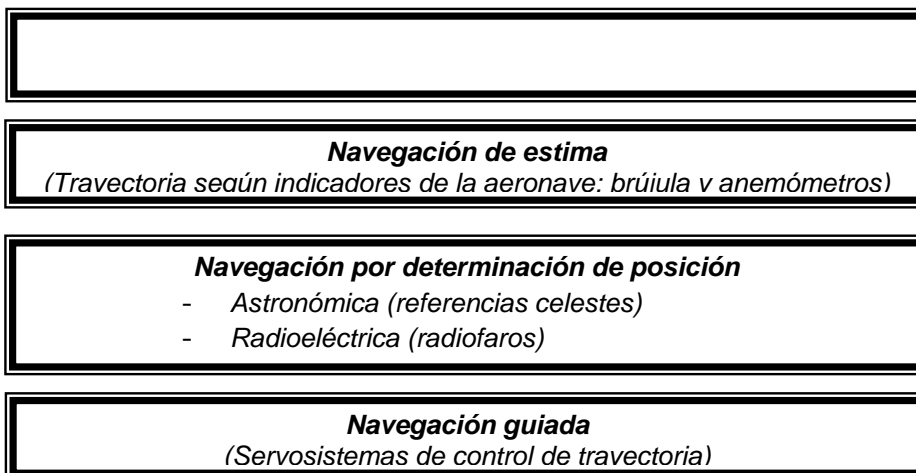 Navegación de estima
(Trayectoria según indicadores de la aeronave: brújula y anemómetros)
Navegación por determinación de posición
- Astronómica (referencias celestes)
- Radioeléctrica (radiofaros)
Navegación guiada
(Servosistemas de control de trayectoria)